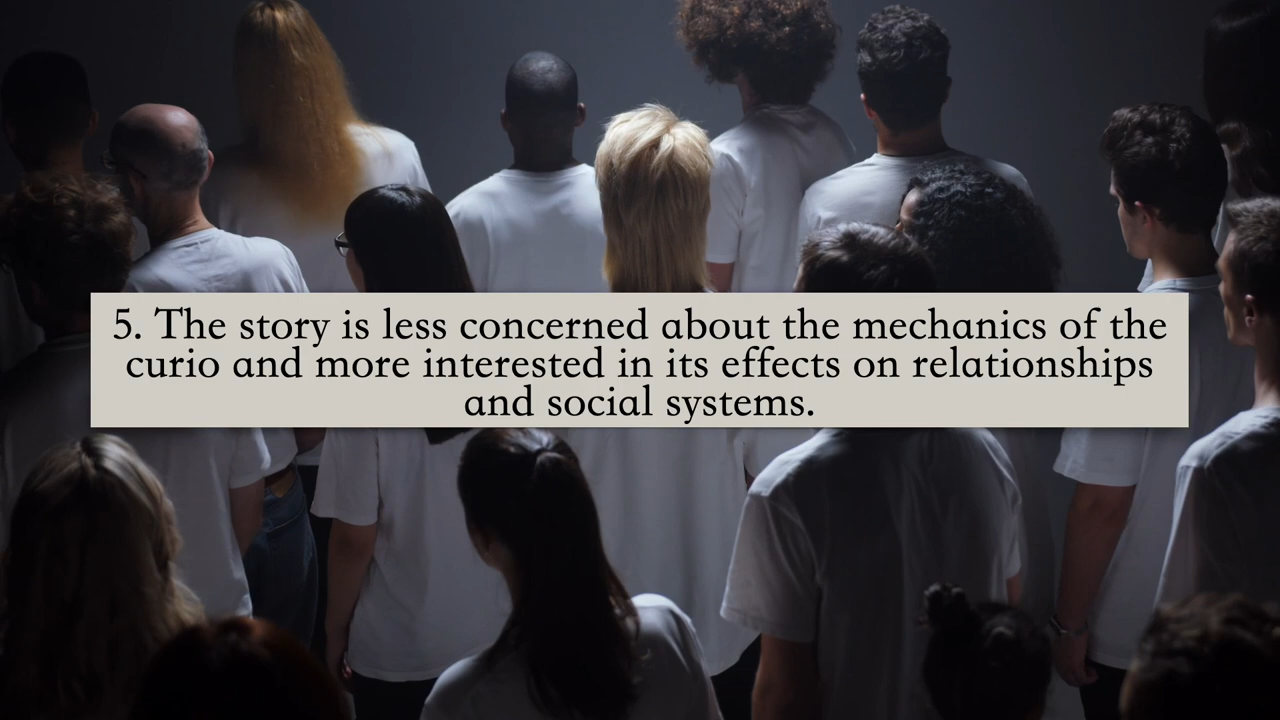 5. The story is less concerned about the mechanics of the
curio and more interested in its effects on relationships
and social systems.